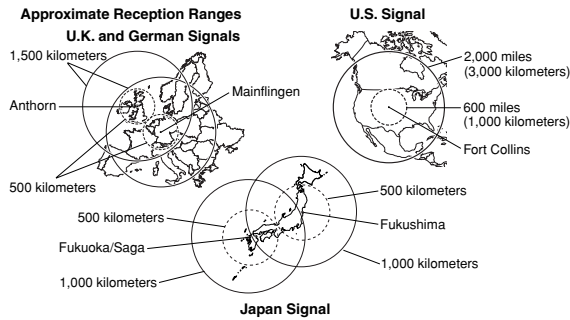 Approximate Reception Ranges
U.K. and German Signals
1,500 kilometers
Anthorn
Mainflingen
500 kilometers
U.S. Signal
2,000 miles
(3,000 kilometers)
600 miles
(1,000 kilometers)
Fort Collins
500 kilometers
500 kilometers
Fukushima
Fukuoka/Saga
1,000 kilometers
1,000 kilometers
Japan Signal